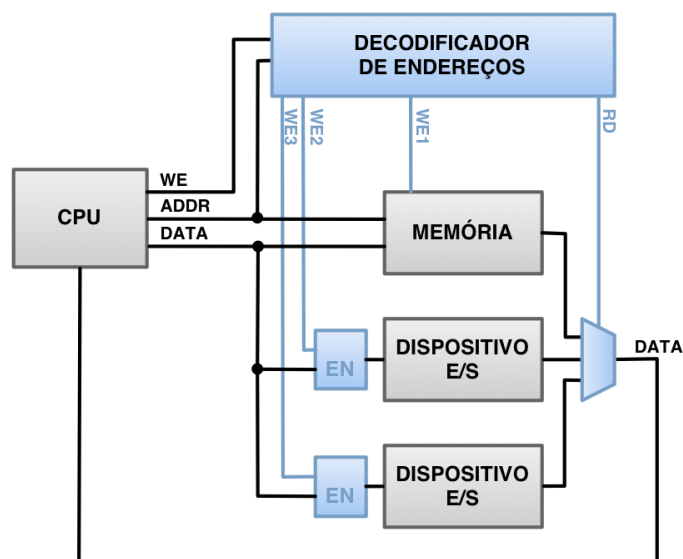 DECODIFICADOR
DE ENDEREÇOS
WE3
WE2
WE1
RD
WE
CPU
ADDR
DATA
MEMÓRIA
DISPOSITIVO
E/S
EN
DATA
DISPOSITIVO
E/S
EN